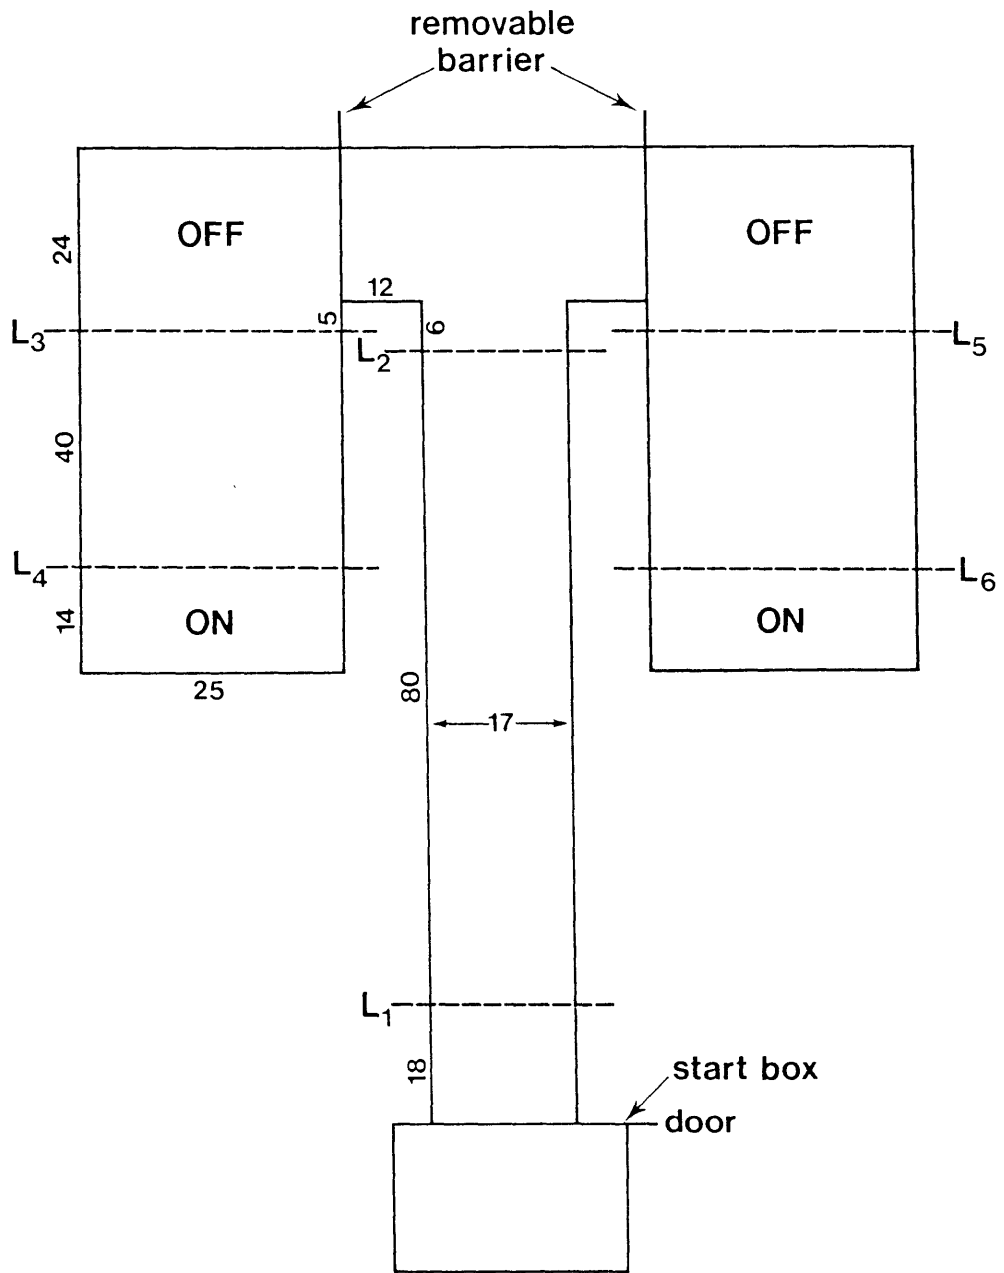 removable
barrier
OFF
OFF
24
12
5
6
L₃
L₂
L₅
40
L₄
L₆
14
ON
ON
25
80
17
L₁
18
start box
door